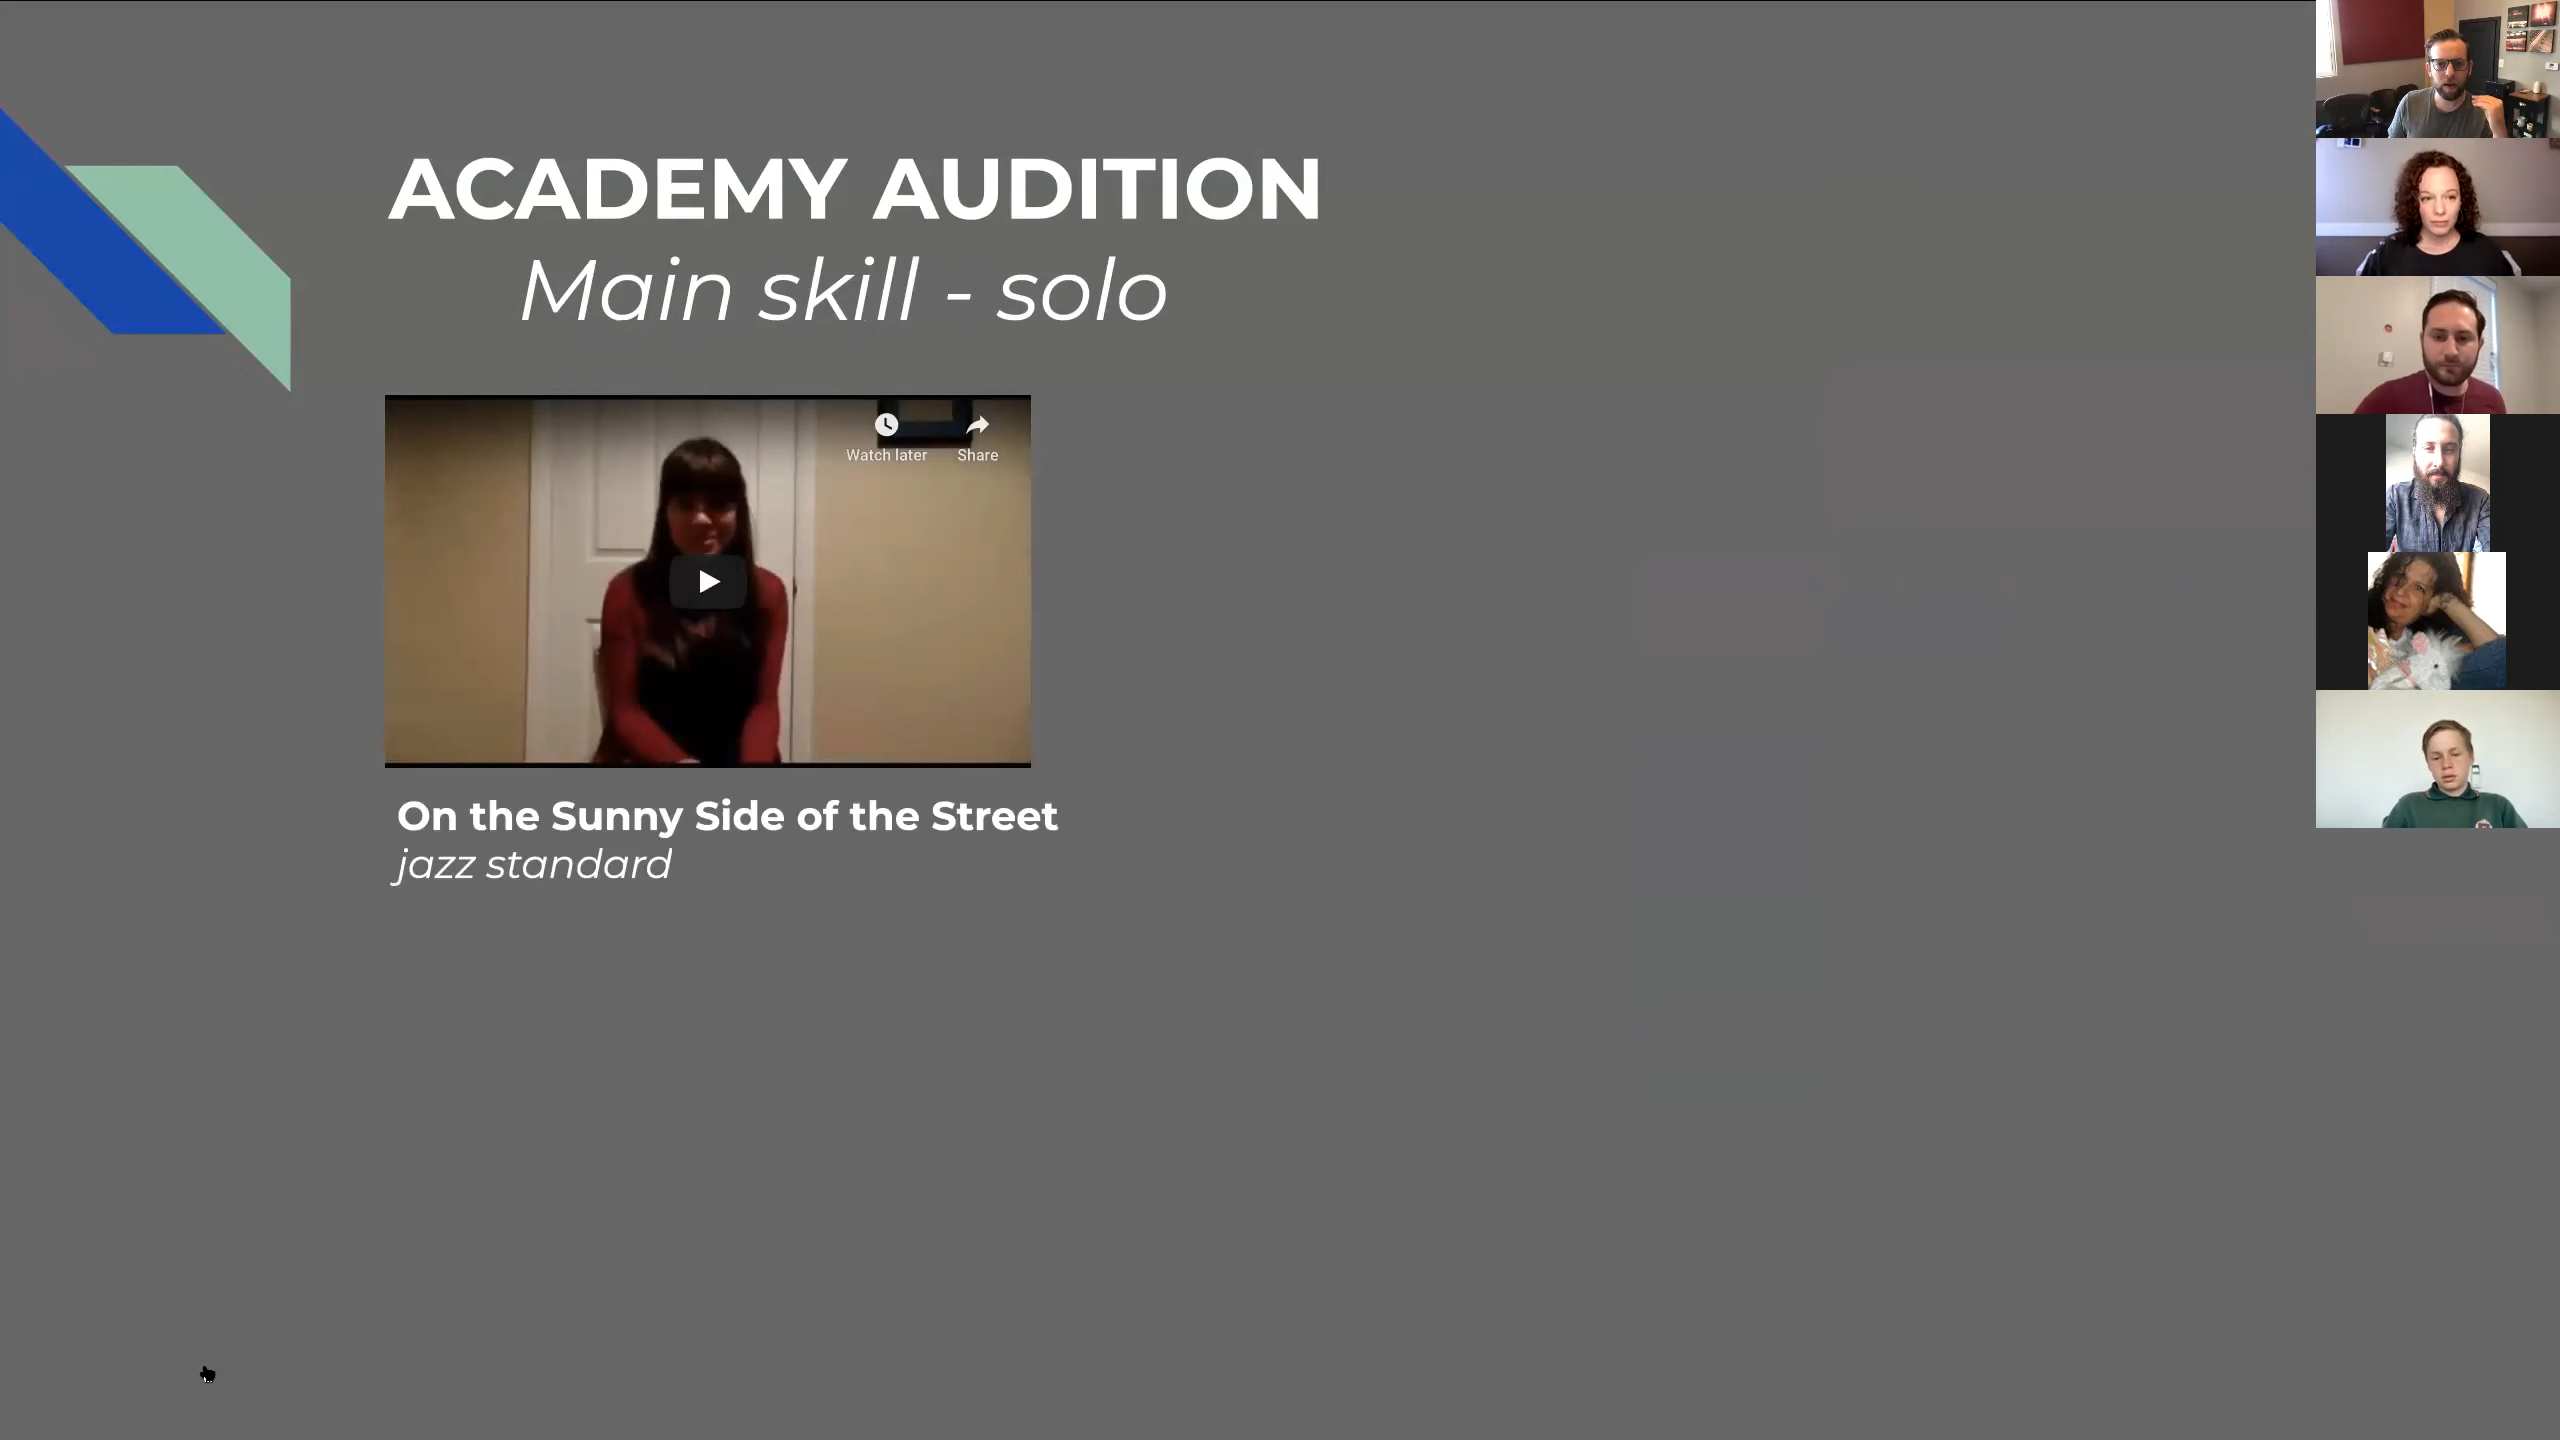 ACADEMY AUDITION
Main skill - solo
Watch later
Share
On the Sunny Side of the Street
jazz standard